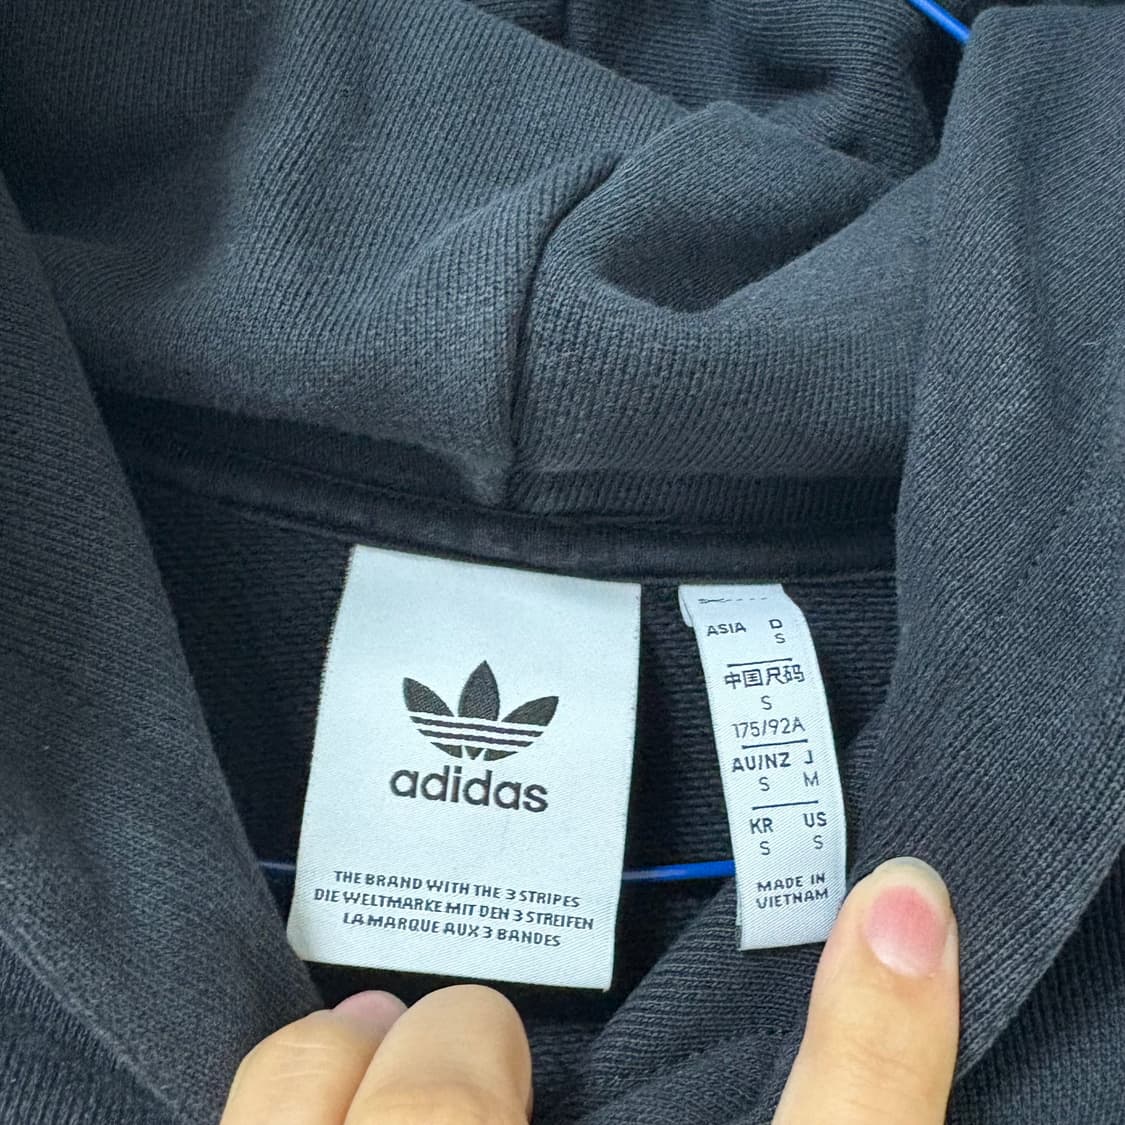 adidas
THE BRAND WITH THE 3 STRIPES
DIE WELTMARKE MIT DEN 3 STREIFEN
LA MARQUE AUX 3 BANDES
ASIA D
S
中国尺码
S
175/92A
AU/NZ J
S M
KR US
S S
MADE IN
VIETNAM